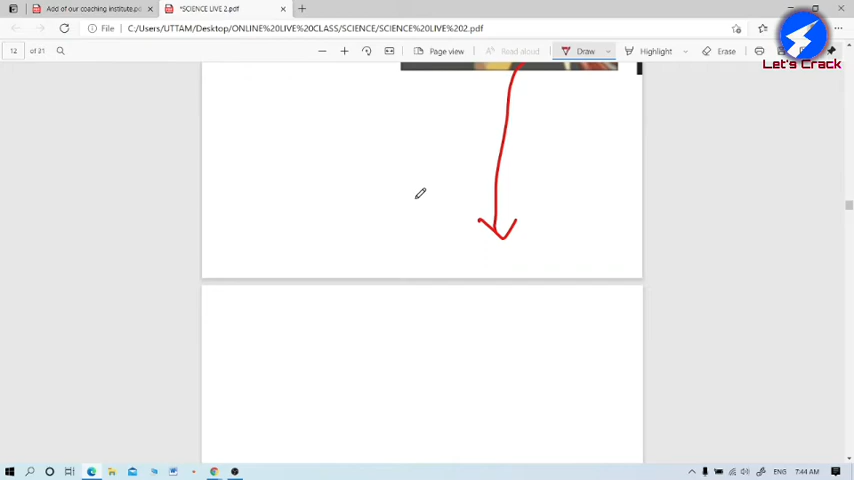 Add of our coaching institute.pd
*SCIENCE LIVE 2.pdf
File
C:/Users/UTTAM/Desktop/ONLINE%20LIVE%20CLASS/SCIENCE/SCIENCE%20LIVE%202.pdf
12 of 31
Page view
Read aloud
Draw
Highlight
Erase
Let's Crack
ENG
7:44 AM